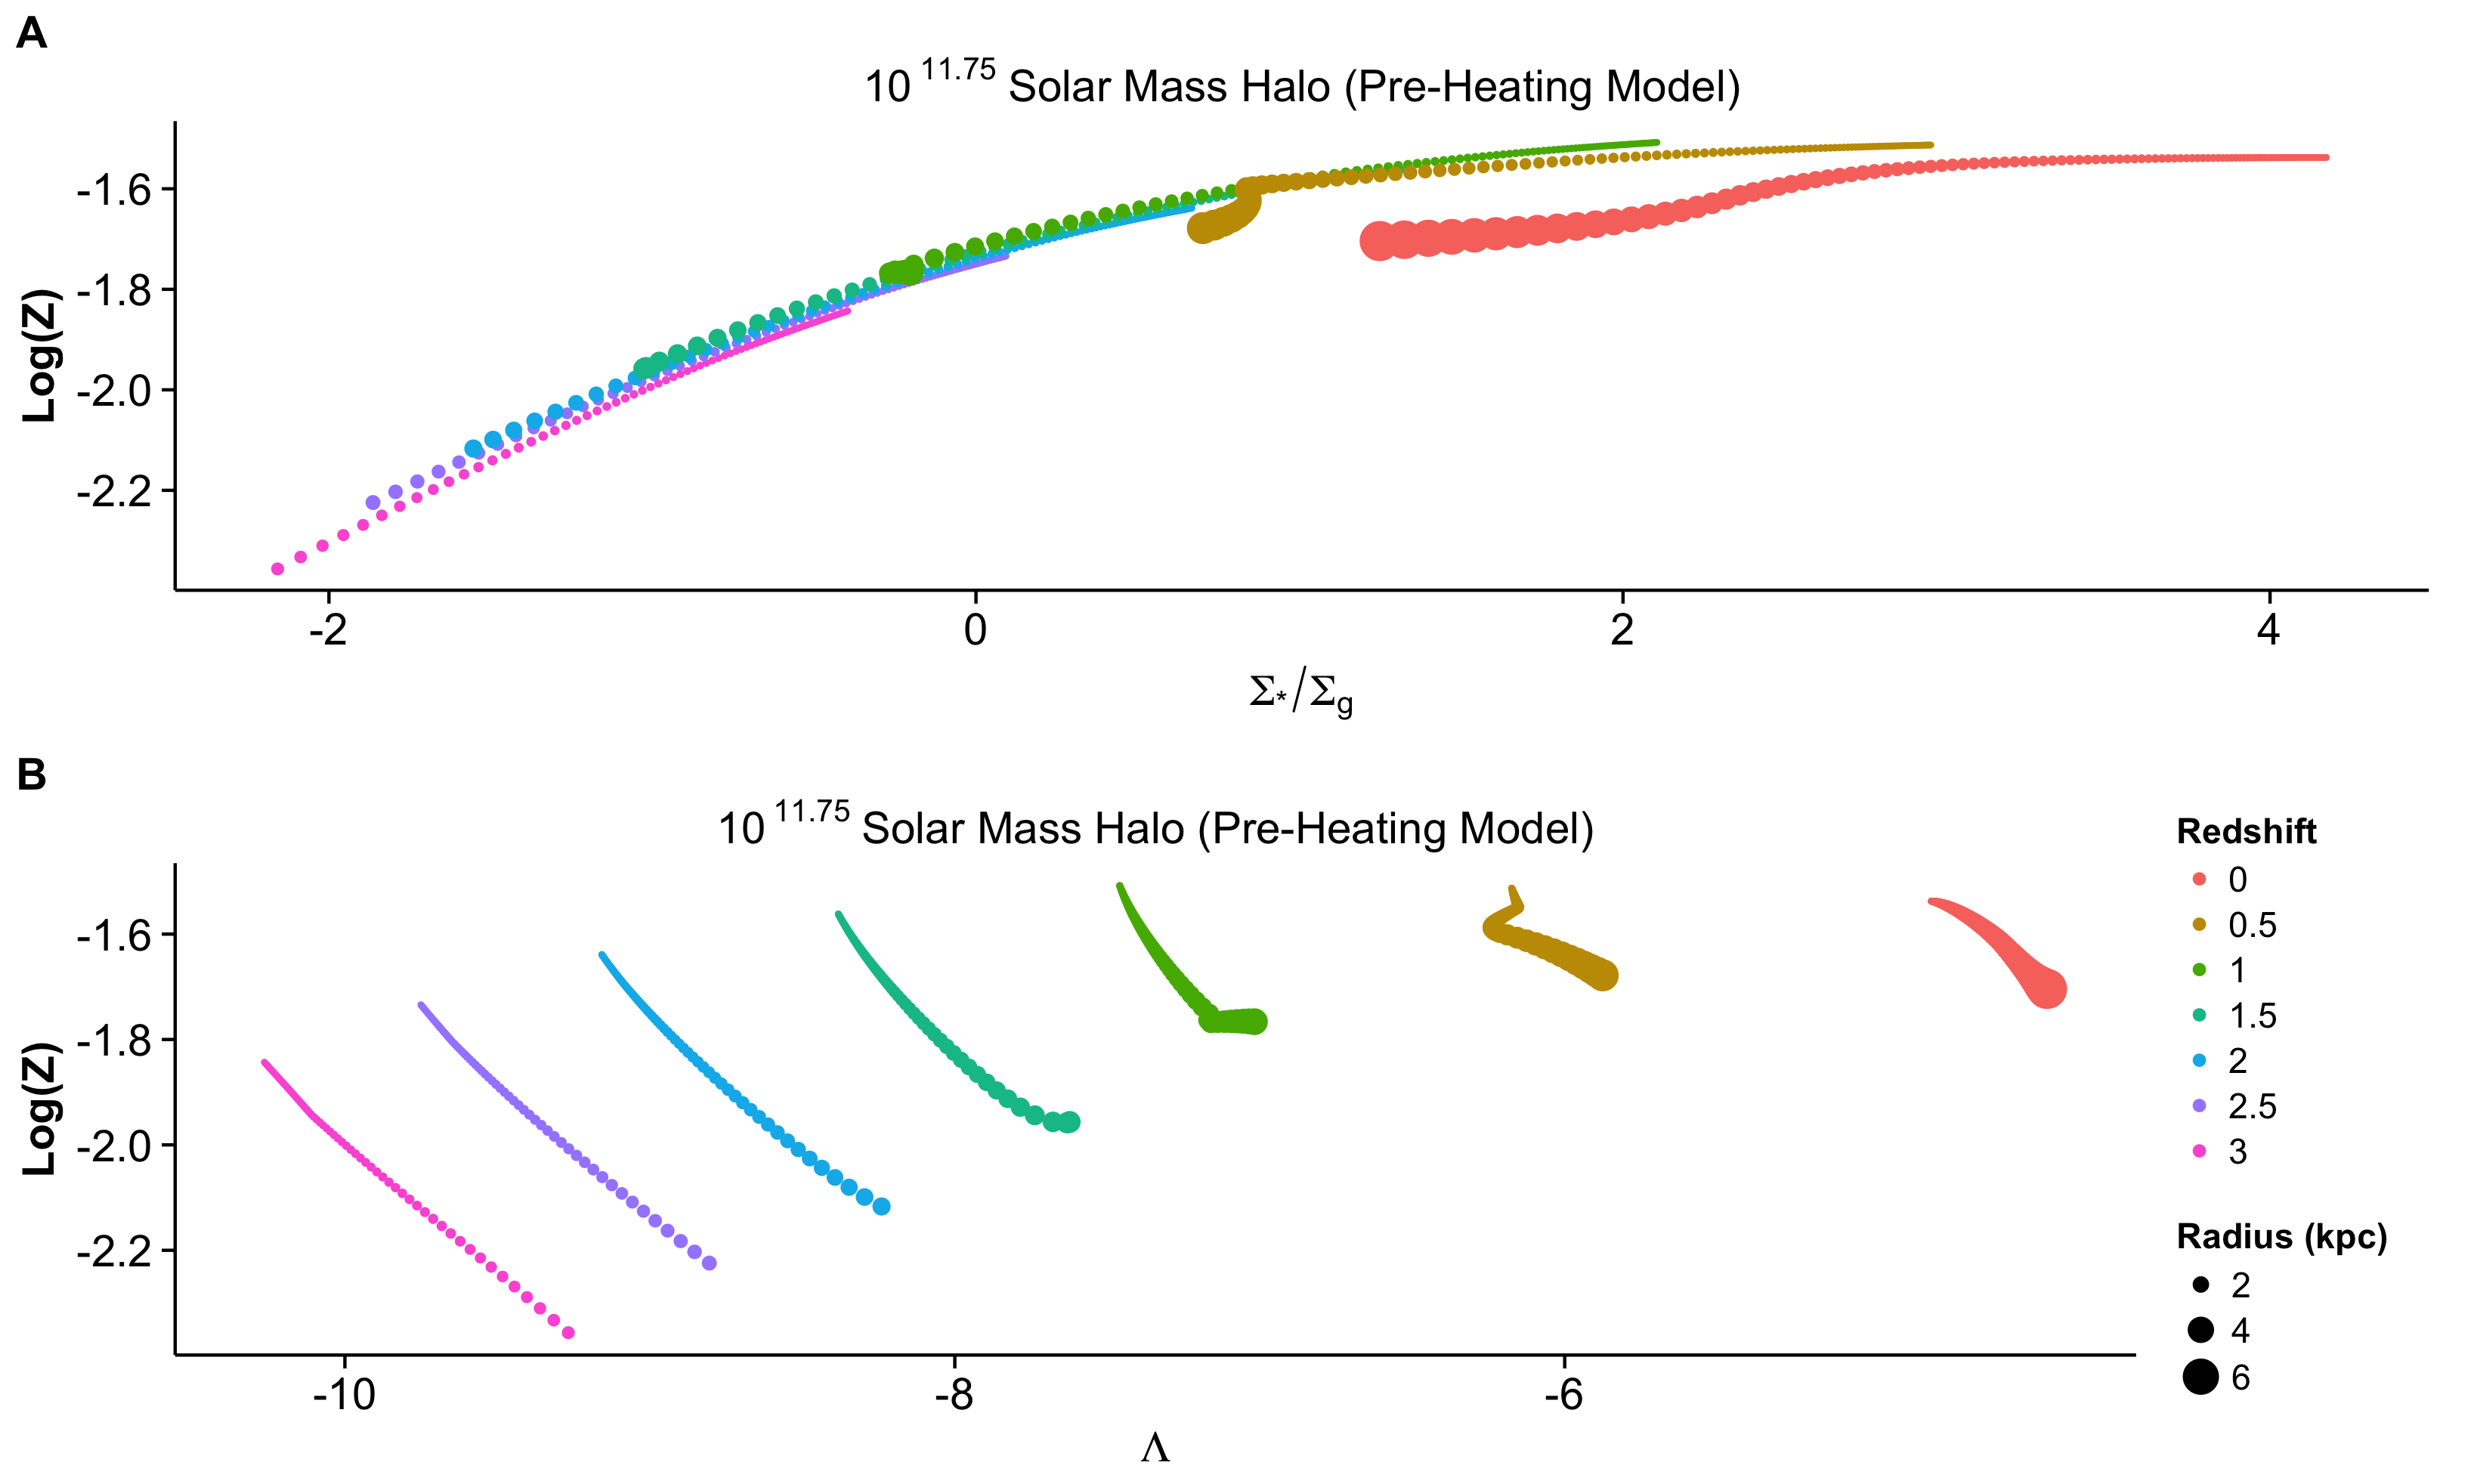 A
10 11.75 Solar Mass Halo (Pre-Heating Model)
-1.6
-1.8
-2.0
-2.2
Log(Z)
-2 0 2 4
Σ*/Σg
B
10 11.75 Solar Mass Halo (Pre-Heating Model)
-1.6
-1.8
-2.0
-2.2
Log(Z)
-10 -8 -6
Λ
Redshift
0
0.5
1
1.5
2
2.5
3
Radius (kpc)
2
4
6